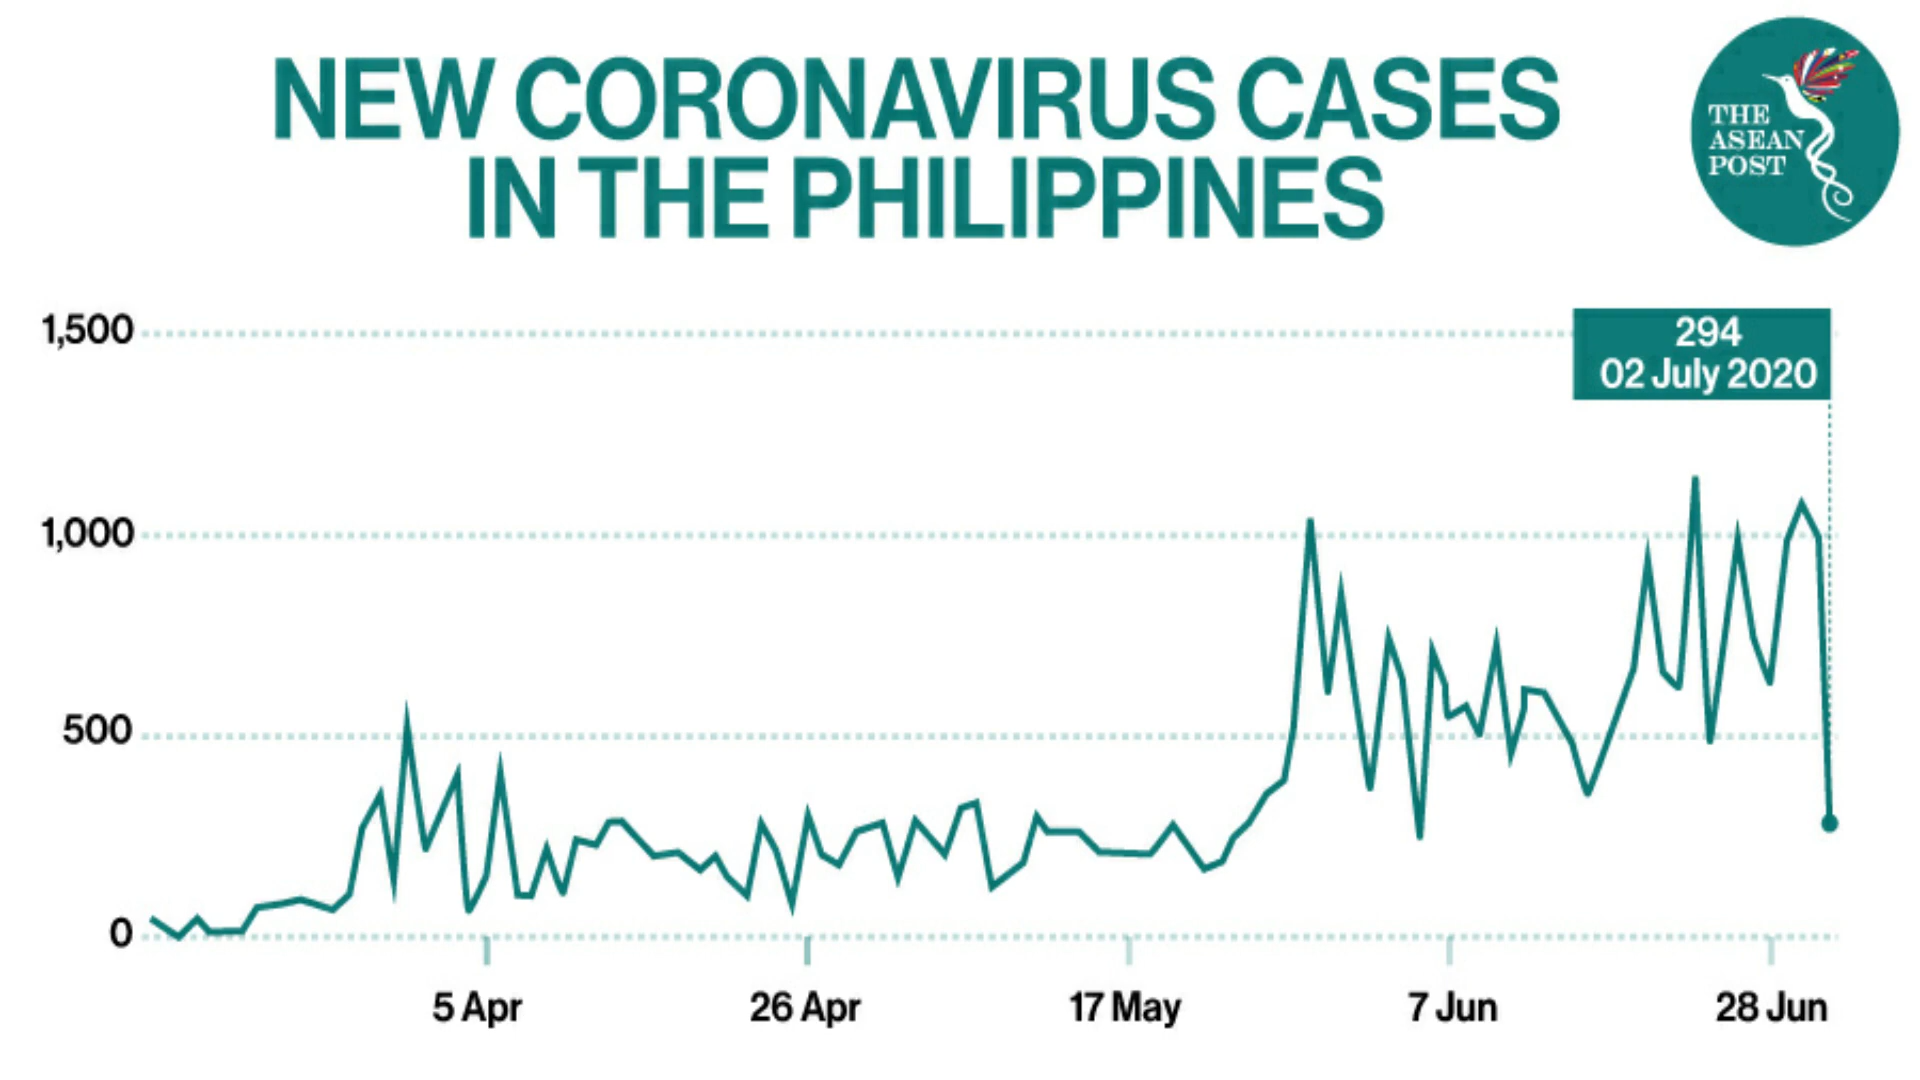 NEW CORONAVIRUS CASES
IN THE PHILIPPINES
THE
ASEAN
POST
1,500
294
02 July 2020
1,000
500
0
5 Apr
26 Apr
17 May
7 Jun
28 Jun